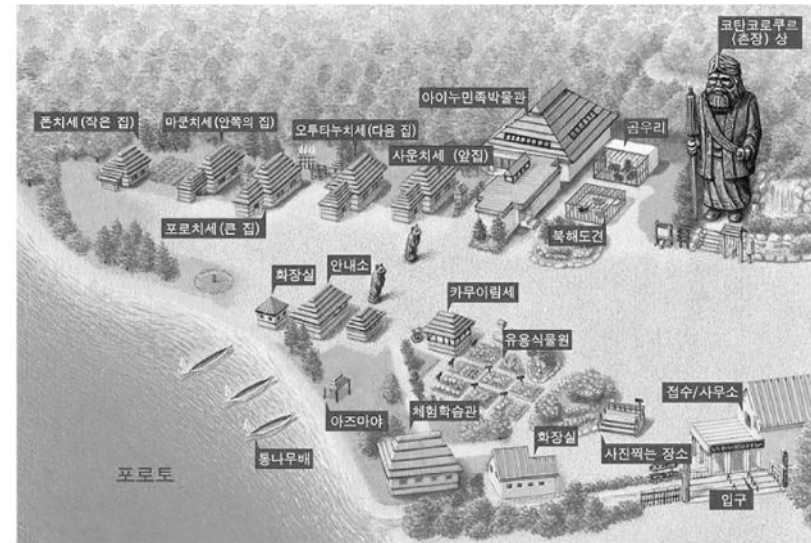 코탄코로쿠르
(촌장) 상
아이누민족박물관
곰우리
폰치세(작은 집)
마쿤치세(안쪽의 집)
오투타누치세(다음 집)
사운치세 (앞집)
포로치세(큰 집)
북해도견
화장실
안내소
카무이림세
유용식물원
접수/사무소
아즈마야
체험학습관
화장실
사진찍는 장소
통나무배
포로토
입구